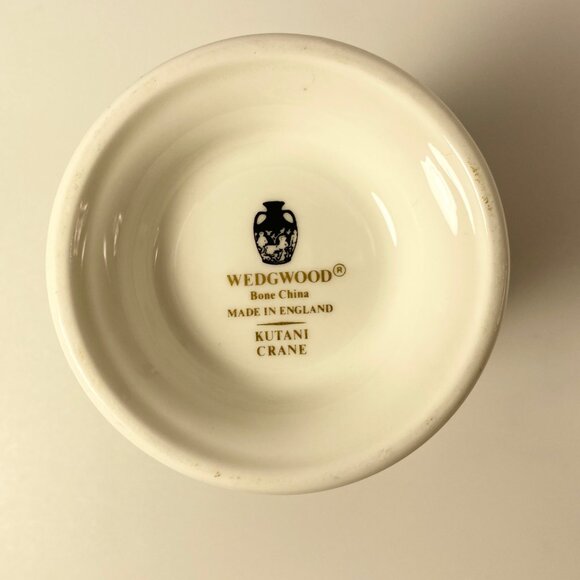 WEDGWOOD®
Bone China
MADE IN ENGLAND
KUTANI
CRANE